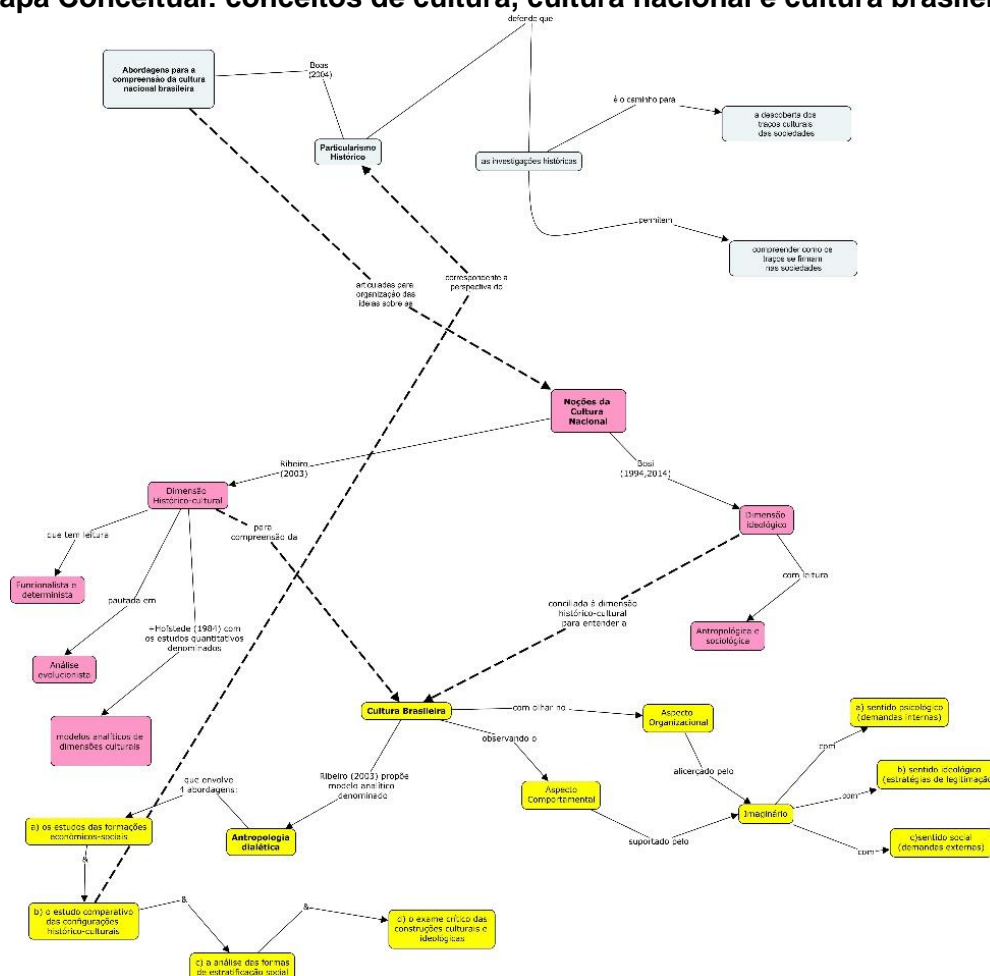 apa Conceitual: conceitos de cultura, cultura nacional e cultura brasilei
defende que
Abordagens para a
compreensão da cultura
nacional brasileira
Boas
(2004)
é o caminho para
a descoberta dos
traços culturais
das sociedades
Particularismo
Histórico
as investigações históricas
permitem
compreender como os
traços se firmam
nas sociedades
articuladas para
organização das
ideias sobre as
correspondente a
perspectiva do
Noções da
Cultura
Nacional
Ribeiro
(2003)
Bosi
(1994,2014)
Dimensão
Histórico-cultural
Dimensão
ideológico
que tem leitura
para
compreensão da
Funcionalista e
determinista
com leitura
pautada em
conciliada à dimensão
histórico-cultural
para entender a
Antropológica e
sociológica
+Hofstede (1984) com
os estudos quantitativos
denominados
Análise
evolucionista
modelos analíticos de
dimensões culturais
Cultura Brasileira
com olhar no
Aspecto
Organizacional
a) sentido psicológico
(demandas internas)
observando o
com
alicerçado pelo
que envolve
4 abordagens:
Ribeiro (2003) propõe
modelo analítico
denominado
Aspecto
Comportamental
b) sentido ideológico
(estratégias de legitimação
com
Imaginário
a) os estudos das formações
econômicos-sociais
Antropologia
dialética
suportado pelo
com
c)sentido social
(demandas externas)
&
b) o estudo comparativo
das configurações
histórico-culturais
&
&
d) o exame crítico das
construções culturais e
ideológicas
c) a análise das formas
de estratificação social